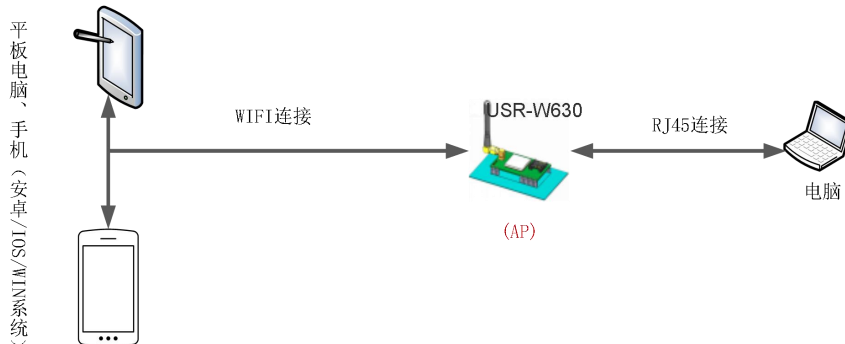 平板电脑、手机（安卓/IOS/WIN系统）
WIFI连接
USR-W630
RJ45连接
电脑
(AP)